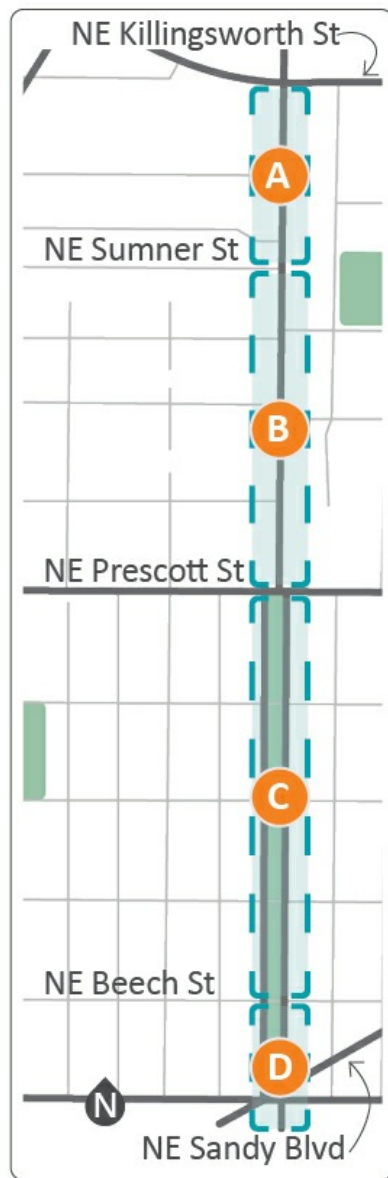 NE Killingsworth St
A
NE Sumner St
B
NE Prescott St
C
NE Beech St
D
N
NE Sandy Blvd